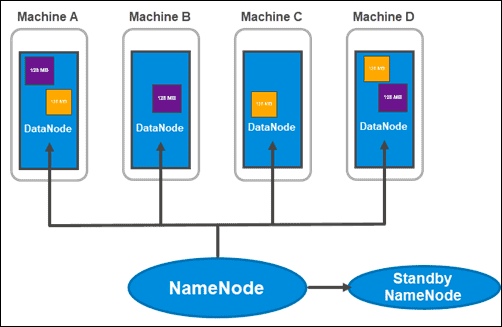 Machine A
Machine B
Machine C
Machine D
128 MB
128 MB
DataNode
128 MB
DataNode
128 MB
DataNode
128 MB
128 MB
DataNode
NameNode
Standby
NameNode